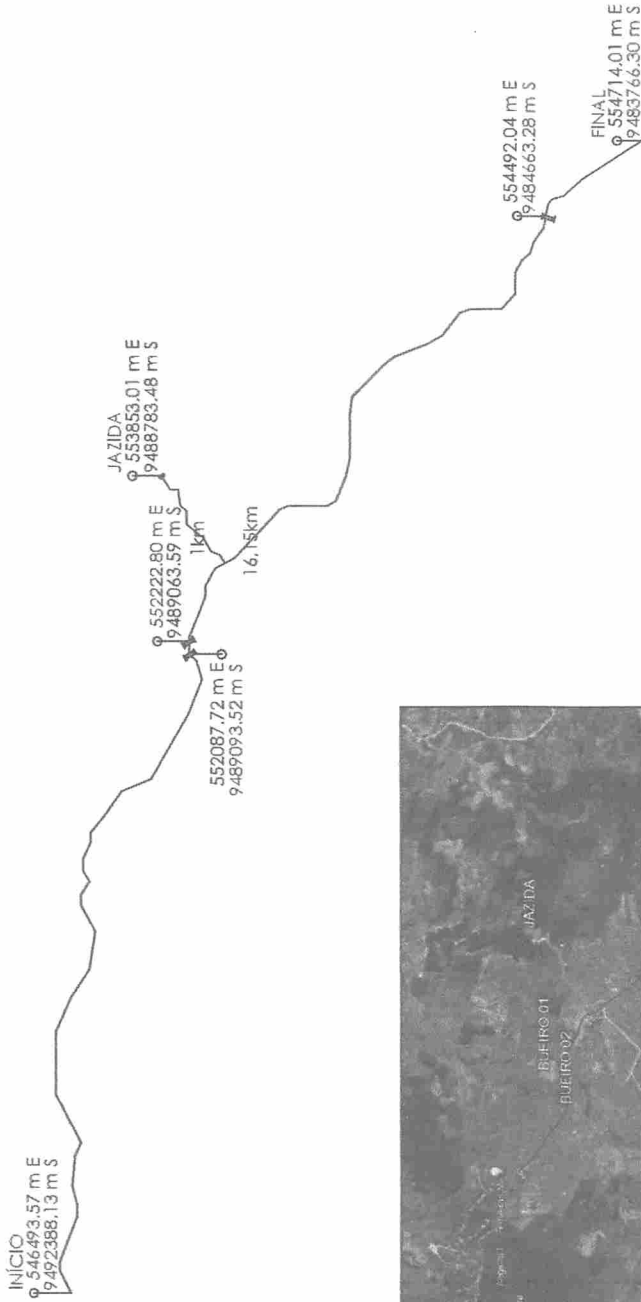 INÍCIO
546493.57 m E
9492388.13 m S
552087.72 m E
9489093.52 m S
552222.80 m E
9489063.59 m S
1km
16,15km
JAZIDA
553853.01 m E
9488783.48 m S
554492.04 m E
9484663.28 m S
FINAL
554714.01 m E
9483766.30 m S
BUEIRO 01
BUEIRO 02
JAZIDA